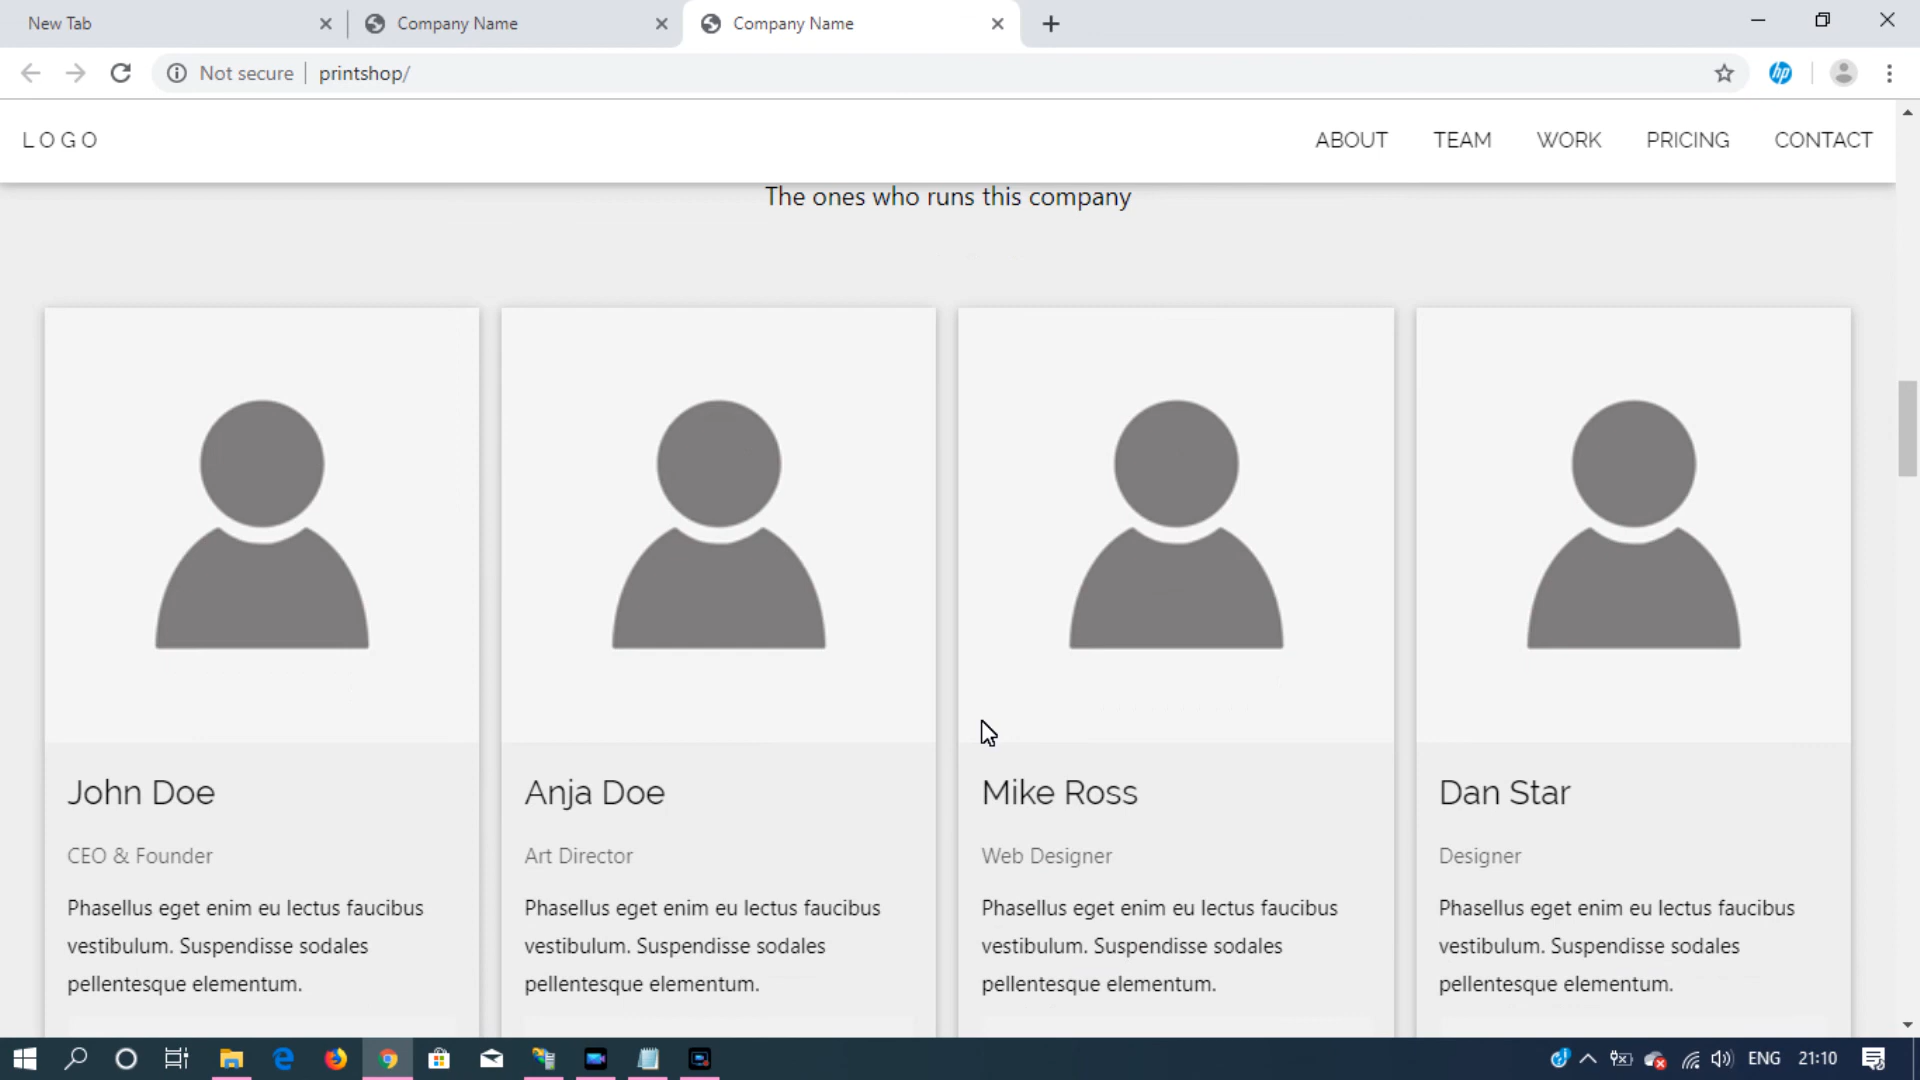 New Tab
Company Name
Company Name
Not secure
printshop/
hp
LOGO
ABOUT
TEAM
WORK
PRICING
CONTACT
The ones who runs this company
John Doe
CEO & Founder
Phasellus eget enim eu lectus faucibus
vestibulum. Suspendisse sodales
pellentesque elementum.
Anja Doe
Art Director
Phasellus eget enim eu lectus faucibus
vestibulum. Suspendisse sodales
pellentesque elementum.
Mike Ross
Web Designer
Phasellus eget enim eu lectus faucibus
vestibulum. Suspendisse sodales
pellentesque elementum.
Dan Star
Designer
Phasellus eget enim eu lectus faucibus
vestibulum. Suspendisse sodales
pellentesque elementum.
ENG
21:10